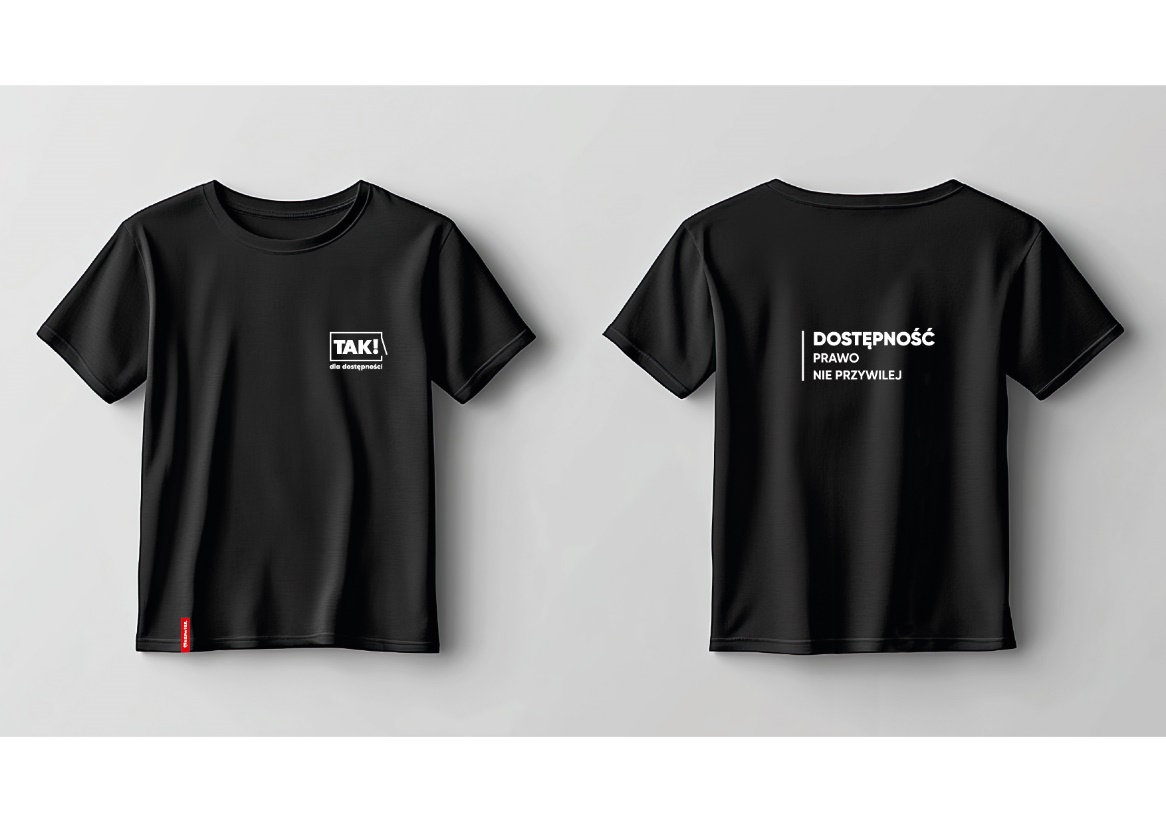 TAK!
dla dostępności
DOSTĘPNOŚĆ
PRAWO
NIE PRZYWILEJ